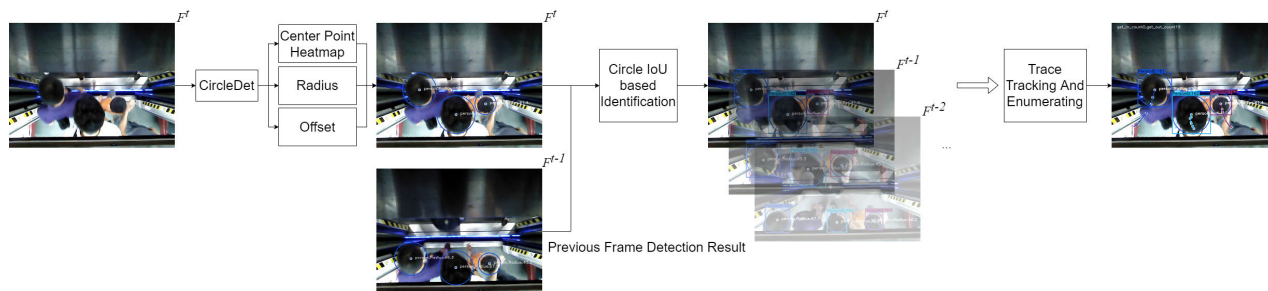 F^t
CircleDet
Center Point
Heatmap
Radius
Offset
F^t
F^t-1
Previous Frame Detection Result
Circle IoU
based
Identification
F^t
F^t-1
F^t-2
...
Trace
Tracking And
Enumerating